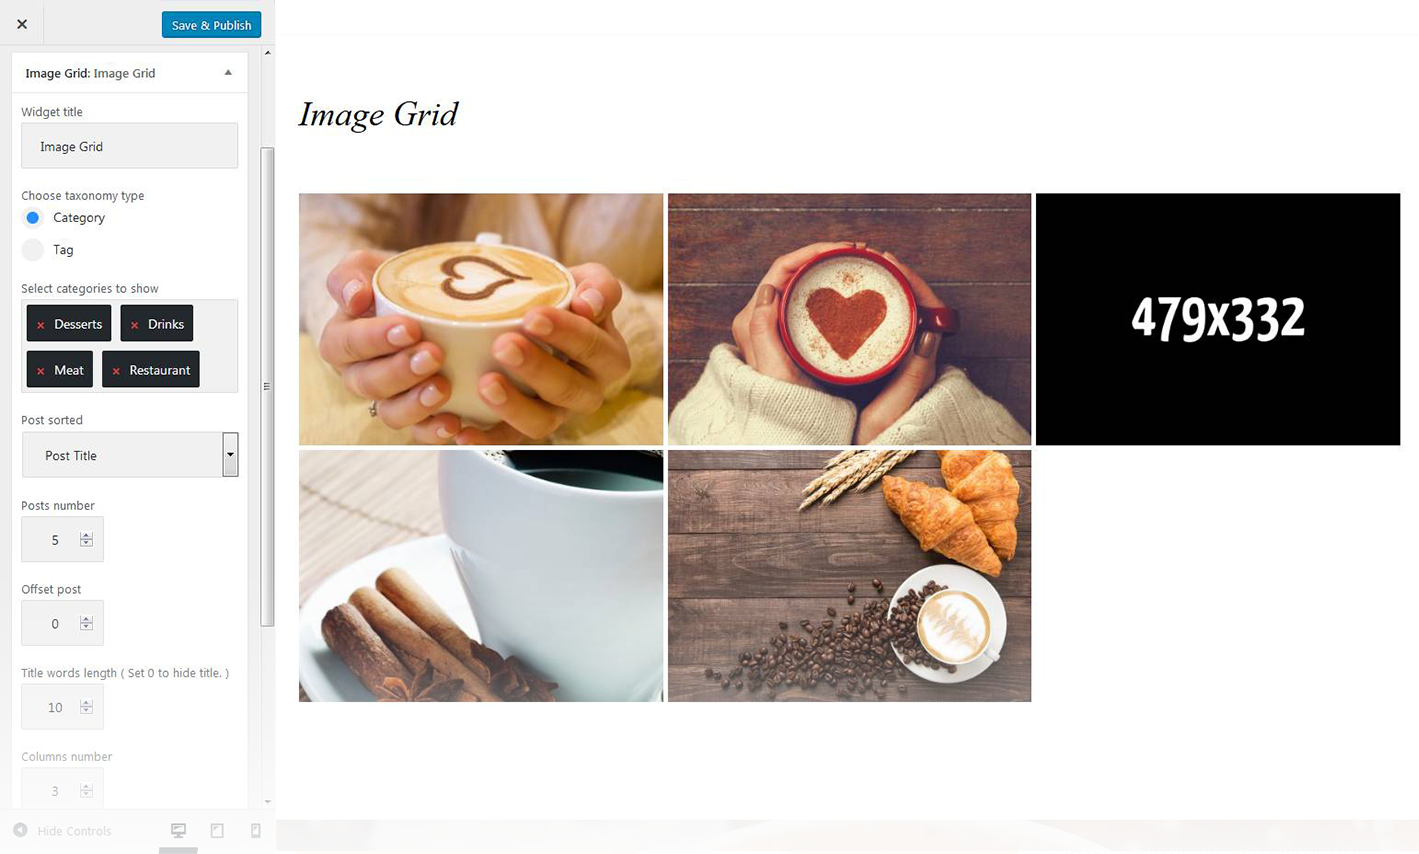 Save & Publish
Image Grid: Image Grid
Widget title
Image Grid
Choose taxonomy type
Category
Tag
Select categories to show
× Desserts × Drinks
× Meat × Restaurant
Post sorted
Post Title
Posts number
5
Offset post
0
Title words length ( Set 0 to hide title. )
10
Columns number
3
Hide Controls
Image Grid
479x332